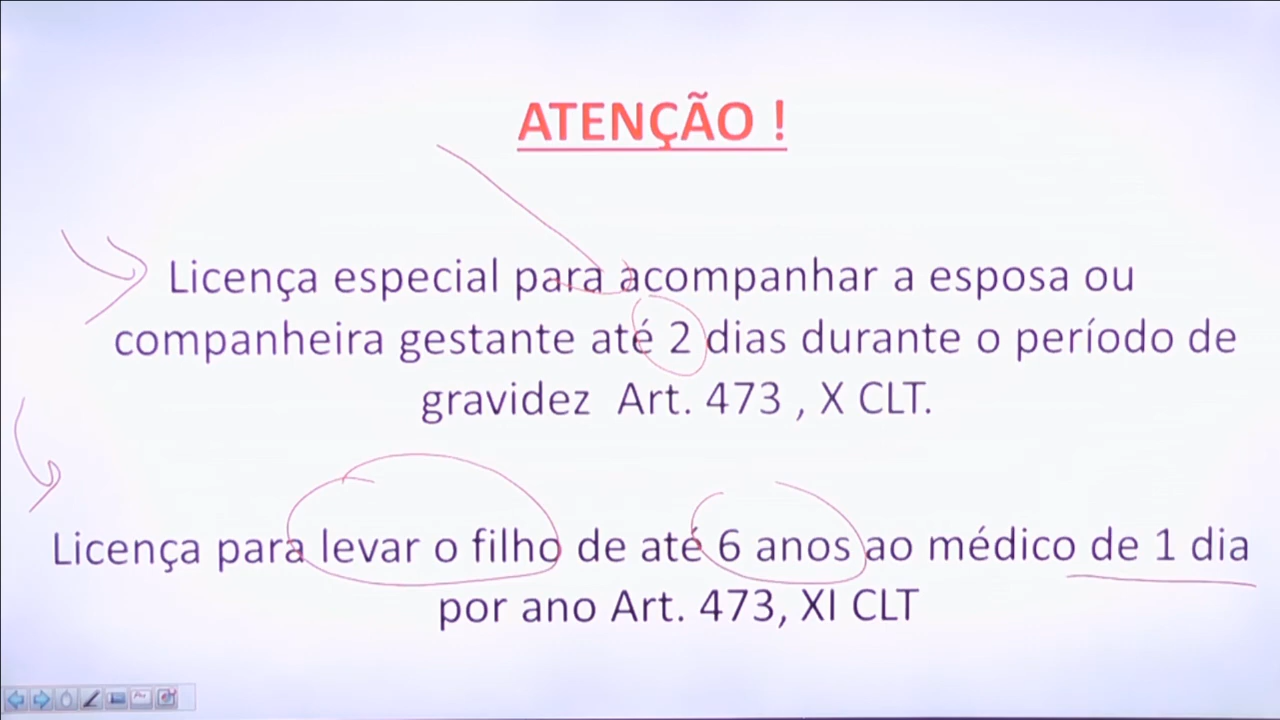 ATENÇÃO !
Licença especial para acompanhar a esposa ou
companheira gestante até 2 dias durante o período de
gravidez  Art. 473 , X CLT.
Licença para levar o filho de até 6 anos ao médico de 1 dia
por ano Art. 473, XI CLT